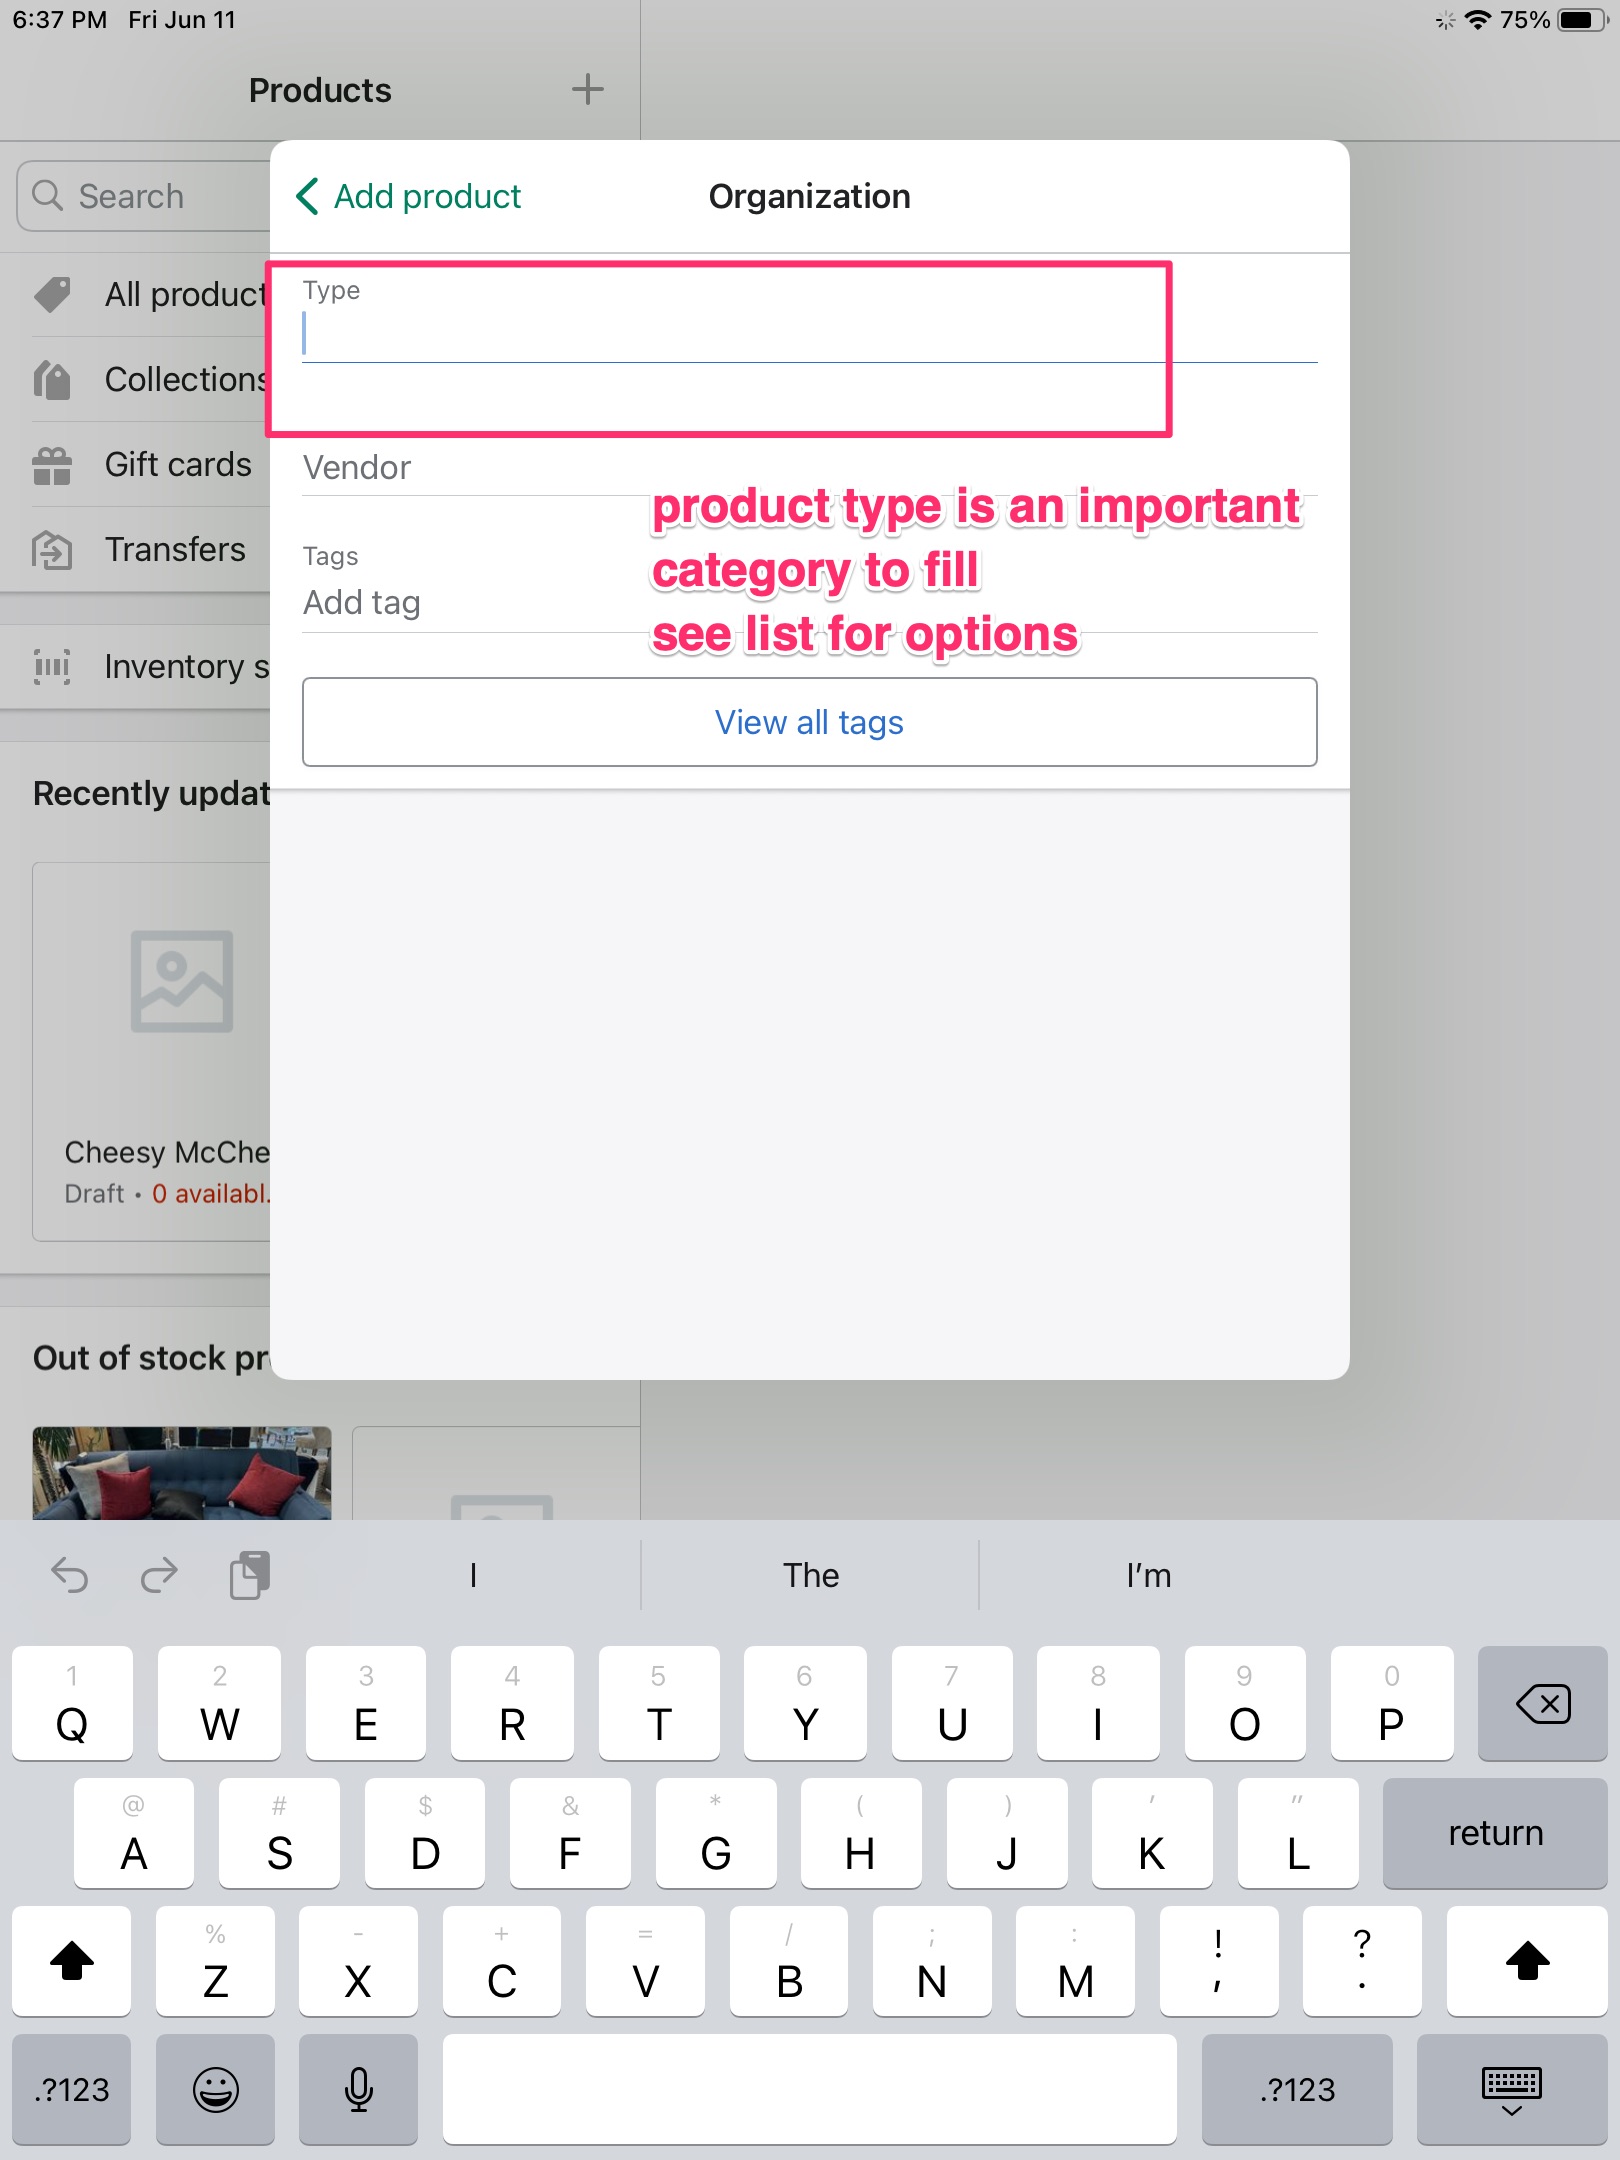 6:37 PM Fri Jun 11
75%
Products
Search
Add product
Organization
All product
Type
Collections
Gift cards
Vendor
product type is an important
category to fill
see list for options
Transfers
Tags
Add tag
Inventory s
View all tags
Recently updat
Cheesy McChe
Draft • 0 availabl.
Out of stock pr
I The I'm
1 2 3 4 5 6 7 8 9 0
Q W E R T Y U I O P
@ # $ & * ( ) ' "
A S D F G H J K L return
% - + = / ; : ! ?
Z X C V B N M , .
.?123 .?123